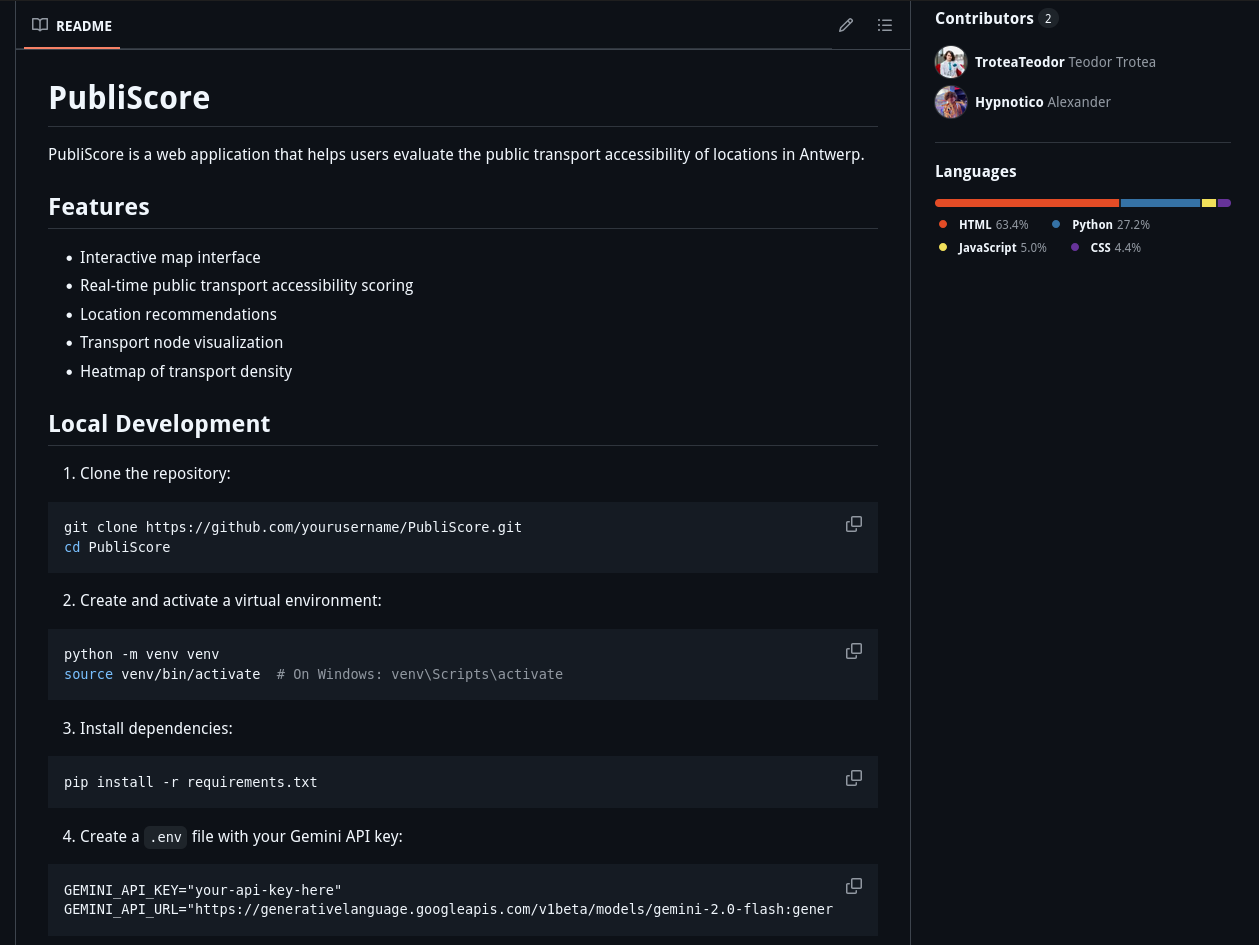 README
PubliScore
PubliScore is a web application that helps users evaluate the public transport accessibility of locations in Antwerp.
Features
• Interactive map interface
• Real-time public transport accessibility scoring
• Location recommendations
• Transport node visualization
• Heatmap of transport density
Local Development
1. Clone the repository:
git clone https://github.com/yourusername/PubliScore.git
cd PubliScore
2. Create and activate a virtual environment:
python -m venv venv
source venv/bin/activate  # On Windows: venv\Scripts\activate
3. Install dependencies:
pip install -r requirements.txt
4. Create a .env file with your Gemini API key:
GEMINI_API_KEY="your-api-key-here"
GEMINI_API_URL="https://generativelanguage.googleapis.com/v1beta/models/gemini-2.0-flash:gener
Contributors 2
TroteaTeodor Teodor Trotea
Hypnotico Alexander
Languages
HTML 63.4% Python 27.2%
JavaScript 5.0% CSS 4.4%